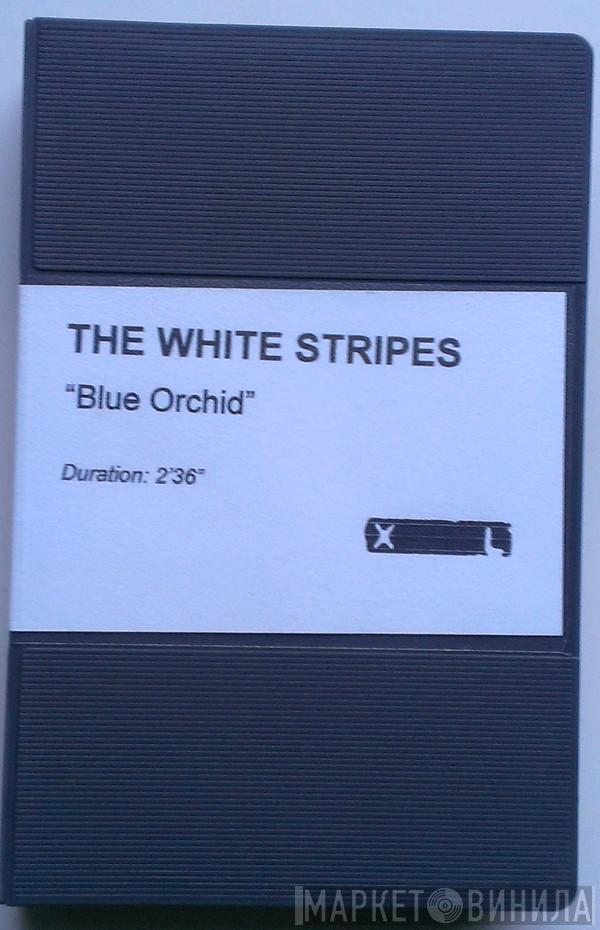 THE WHITE STRIPES
“Blue Orchid”
Duration: 2'36”
X L
МАРКЕТ ВИНИЛА